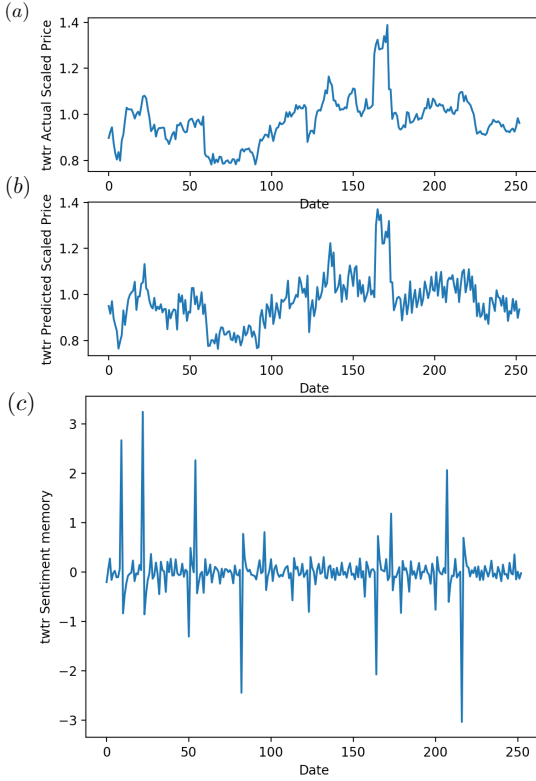 (a)
twtr Actual Scaled Price
1.4
1.2
1.0
0.8
0 50 100 150 200 250
Date
(b)
twtr Predicted Scaled Price
1.4
1.2
1.0
0.8
0 50 100 150 200 250
Date
(c)
twtr Sentiment memory
3
2
1
0
−1
−2
−3
0 50 100 150 200 250
Date